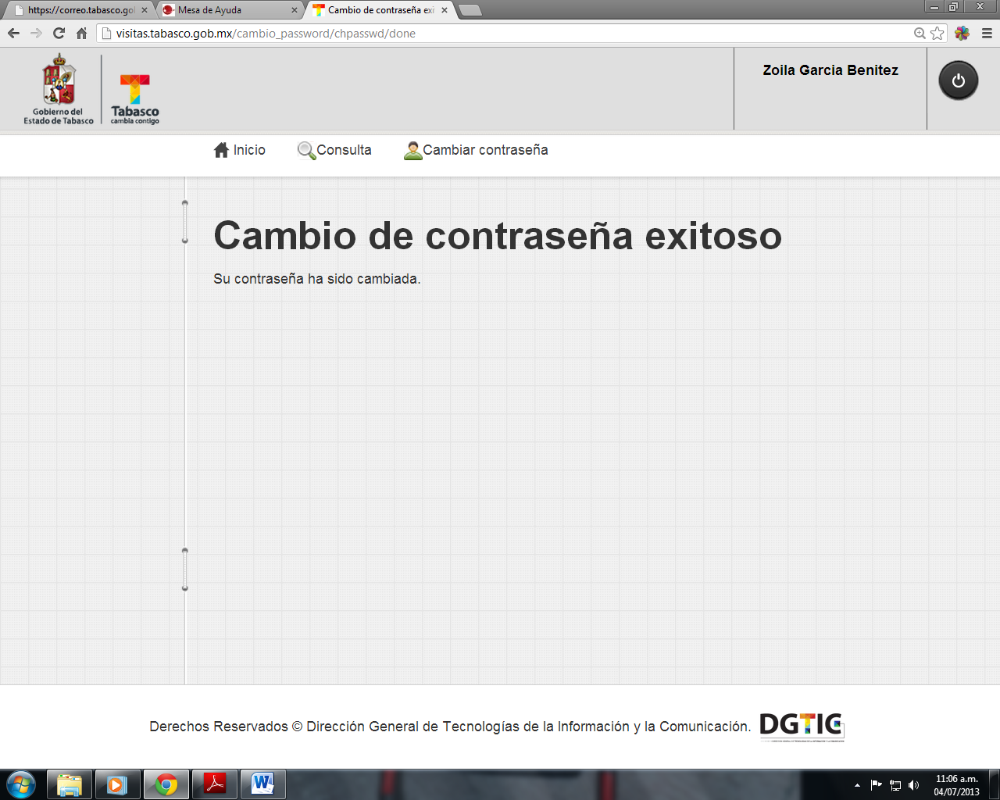 https://correo.tabasco.go
Mesa de Ayuda
Cambio de contraseña exi
visitas.tabasco.gob.mx/cambio_password/chpasswd/done
Gobierno del
Estado de Tabasco
Tabasco
cambia contigo
Zoila Garcia Benitez
Inicio
Consulta
Cambiar contraseña
Cambio de contraseña exitoso
Su contraseña ha sido cambiada.
Derechos Reservados © Dirección General de Tecnologías de la Información y la Comunicación.
DGTIC
11:06 a.m.
04/07/2013